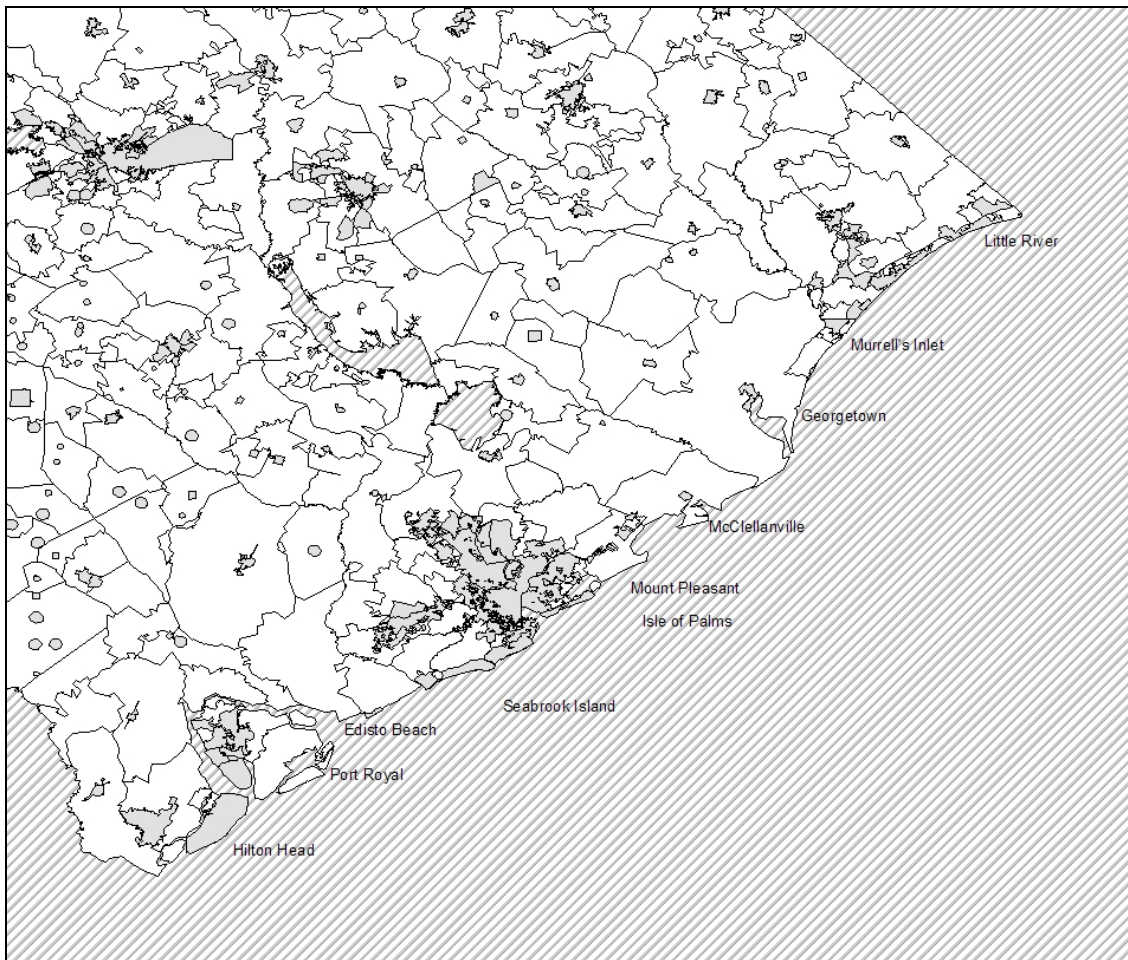 Little River
Murrell's Inlet
Georgetown
McClellanville
Mount Pleasant
Isle of Palms
Seabrook Island
Edisto Beach
Port Royal
Hilton Head